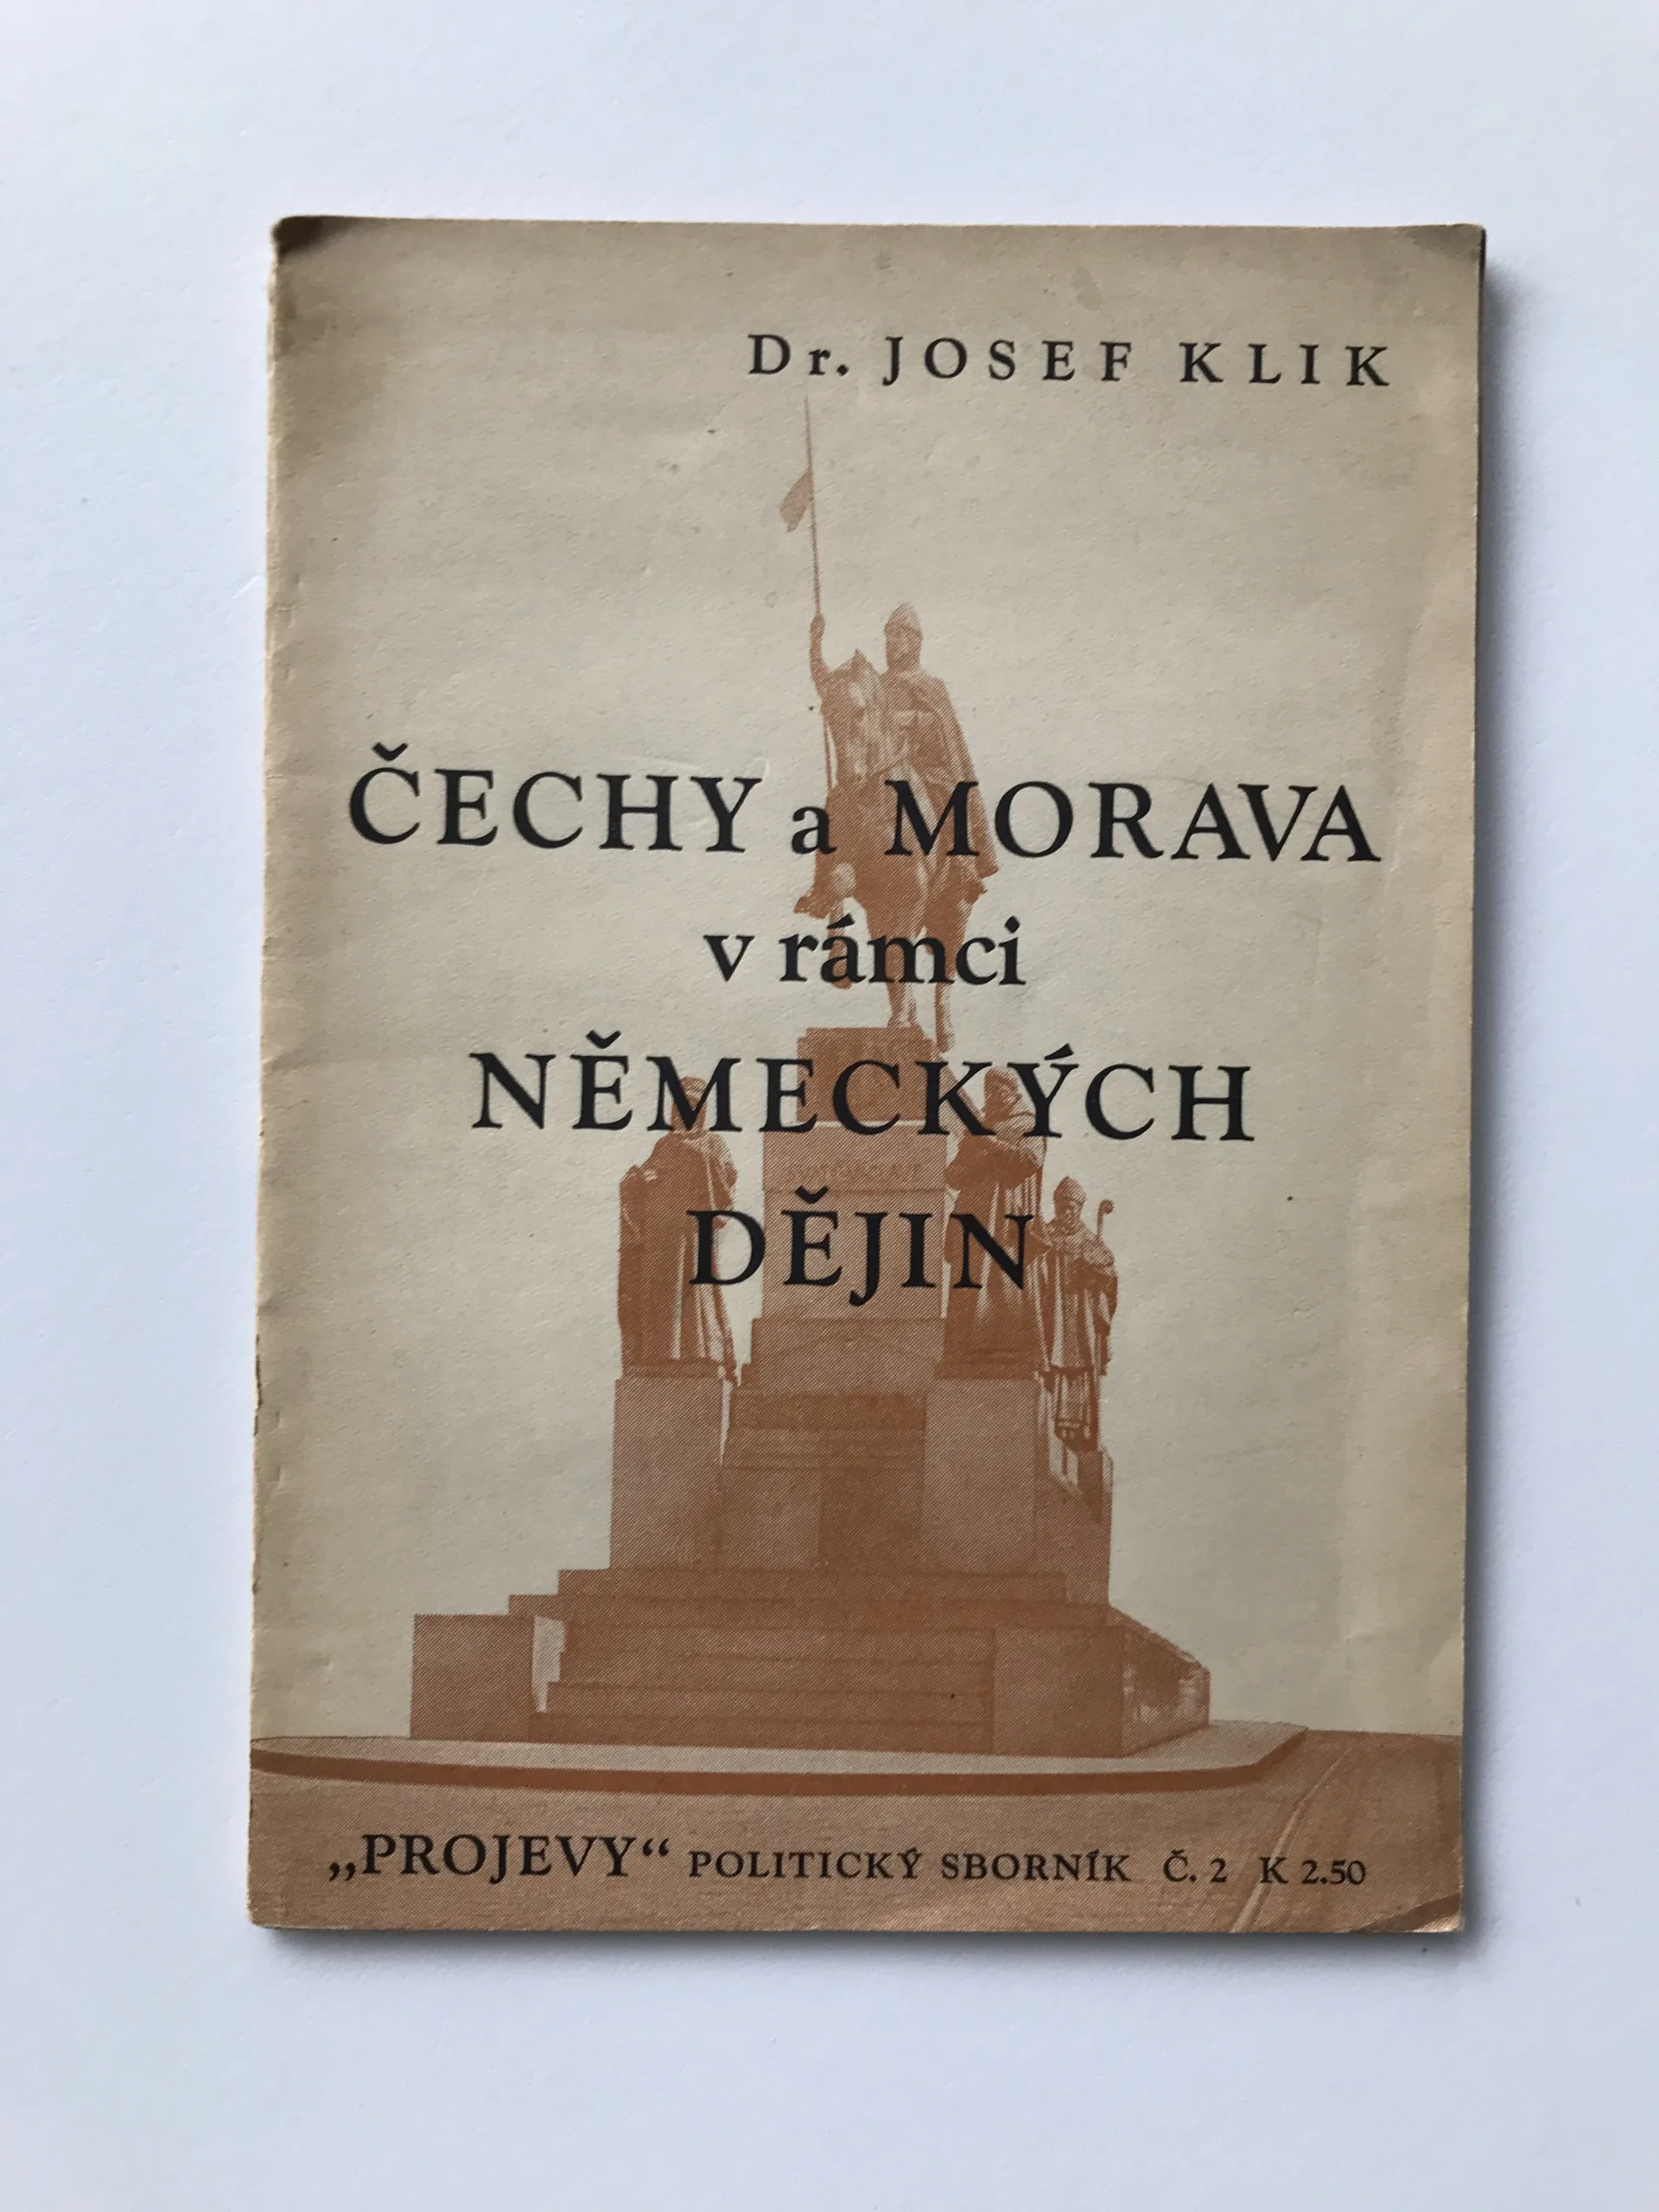 Dr. JOSEF KLIK
ČECHY a MORAVA
v rámci
NĚMECKÝCH
DĚJIN
„PROJEVY“ POLITICKÝ SBORNÍK Č. 2 K 2.50